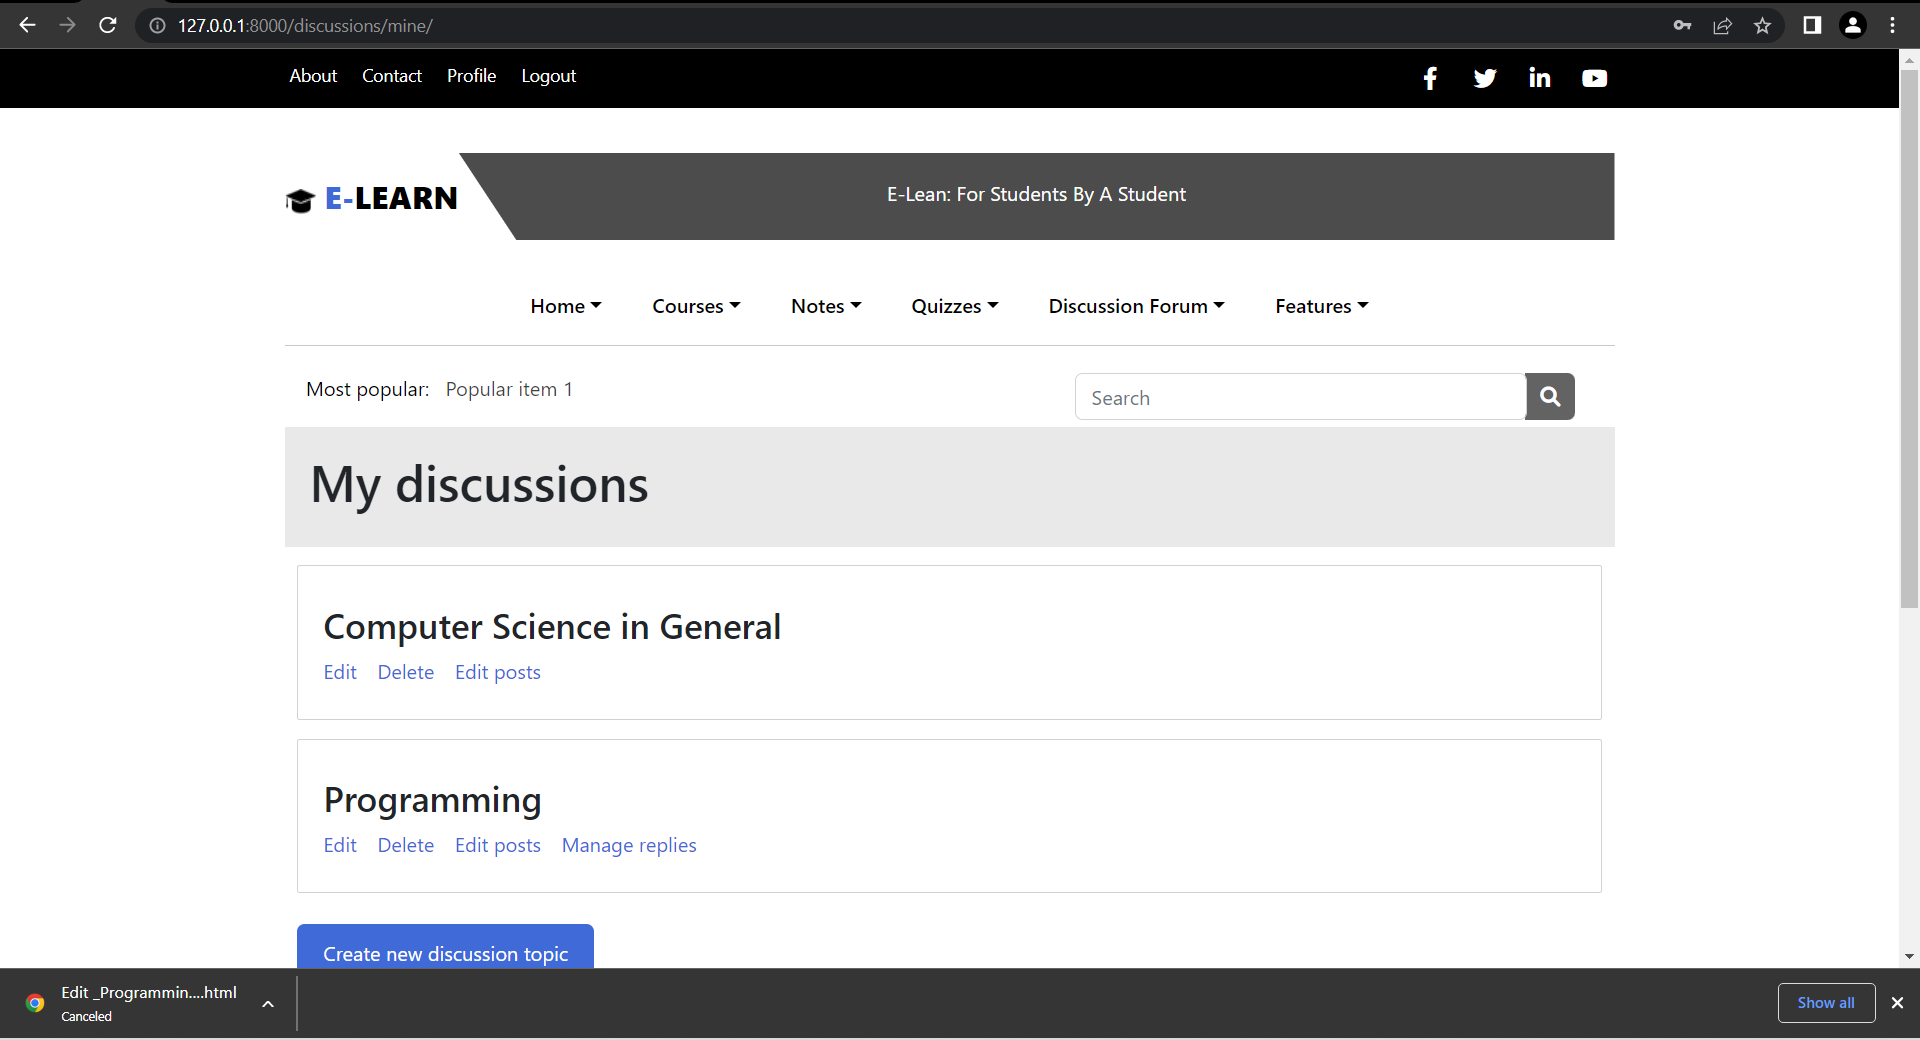 127.0.0.1:8000/discussions/mine/
About Contact Profile Logout
E-LEARN
E-Lean: For Students By A Student
Home Courses Notes Quizzes Discussion Forum Features
Most popular: Popular item 1
Search
My discussions
Computer Science in General
Edit Delete Edit posts
Programming
Edit Delete Edit posts Manage replies
Create new discussion topic
Edit _Programmin....html
Canceled
Show all